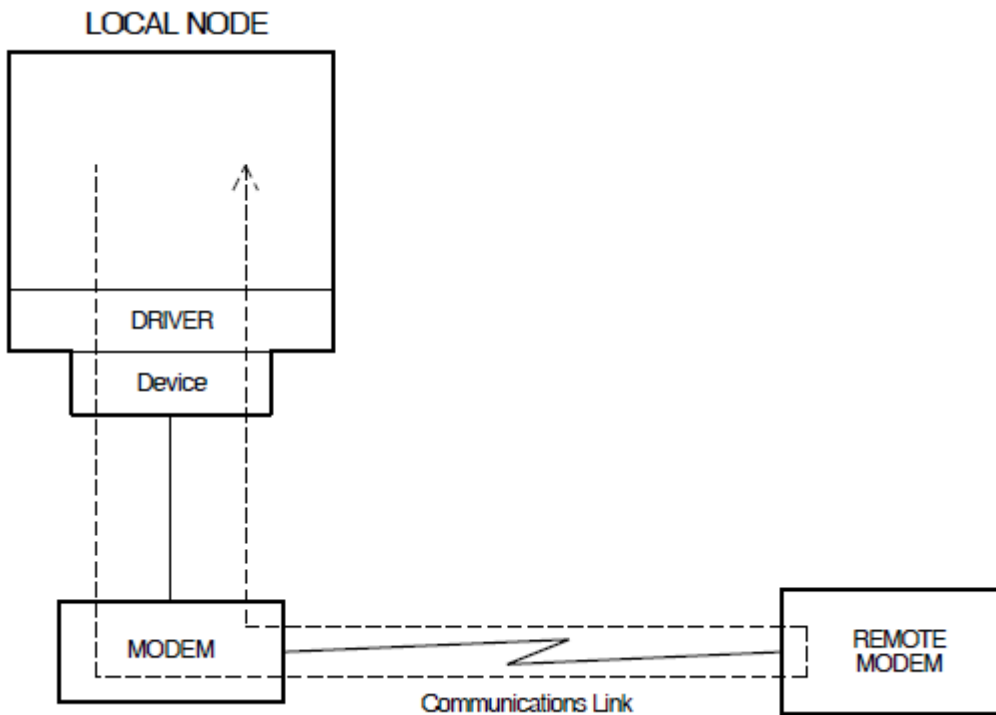 LOCAL NODE
DRIVER
Device
MODEM
REMOTE
MODEM
Communications Link